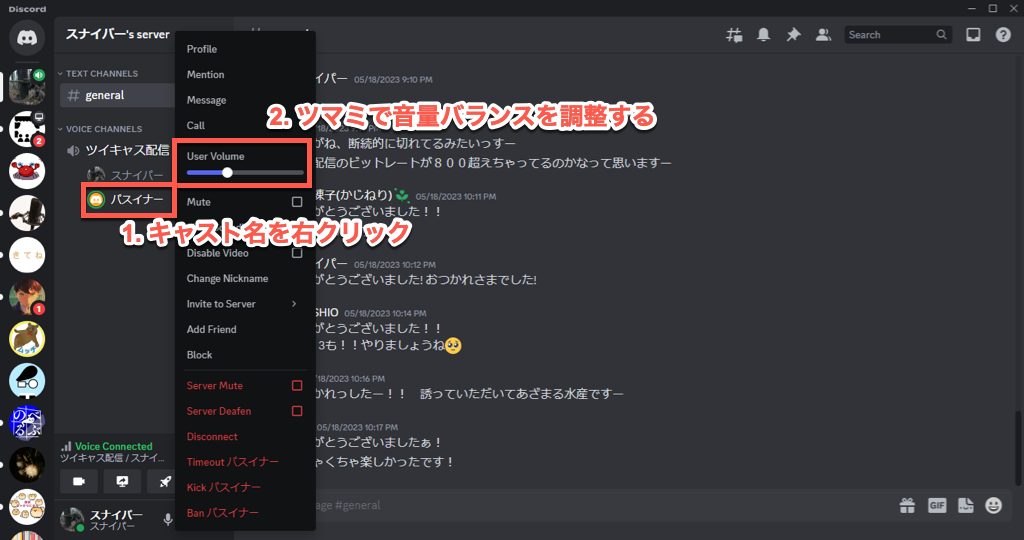 Discord
スナイパー's server
Search
TEXT CHANNELS
general
VOICE CHANNELS
ツイキャス配信
スナイパー
パスイナー
きてね
ムッチ
2
1
Voice Connected
ツイキャス配信 / スナイ...
スナイパー
スナイパー
Profile
Mention
Message
Call
User Volume
Mute
Disable Video
Change Nickname
Invite to Server
Add Friend
Block
Server Mute
Server Deafen
Disconnect
Timeout パスイナー
Kick パスイナー
Ban パスイナー
1. キャスト名を右クリック
2. ツマミで音量バランスを調整する
イパー 05/18/2023 9:10 PM
がね、断続的に切れてるみたいっすー
配信のビットレートが８００超えちゃってるのかなって思いますー
棟子(かじねり) 05/18/2023 10:11 PM
がとうございました！！
イパー 05/18/2023 10:12 PM
がとうございました! おつかれさまでした!
SHIO 05/18/2023 10:14 PM
がとうございました！！
3も！！やりましょうね🥺
/18/2023 10:16 PM
かれっしたー！！　誘っていただいてあざまる水産ですー
05/18/2023 10:17 PM
がとうございましたぁ！
ゃくちゃ楽しかったです！
age #general
GIF